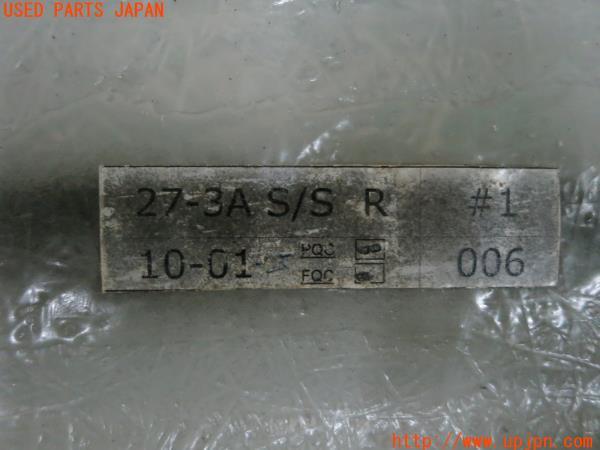 USED PARTS JAPAN
27-3A S/S R #1
10-01 PQC 006
FQC
http://www.upjpn.com/